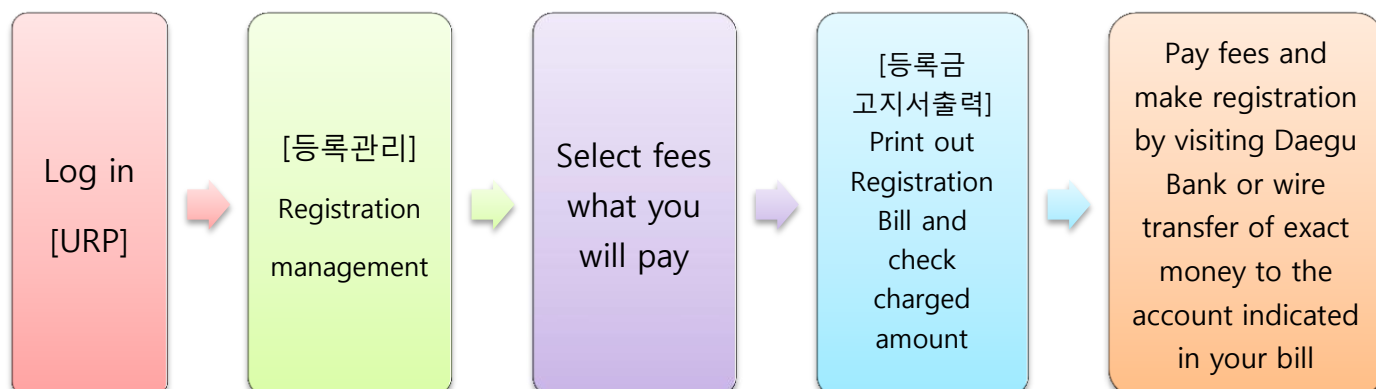 Log in
[URP]
[등록관리]
Registration
management
Select fees
what you
will pay
[등록금
고지서출력]
Print out
Registration
Bill and
check
charged
amount
Pay fees and
make registration
by visiting Daegu
Bank or wire
transfer of exact
money to the
account indicated
in your bill